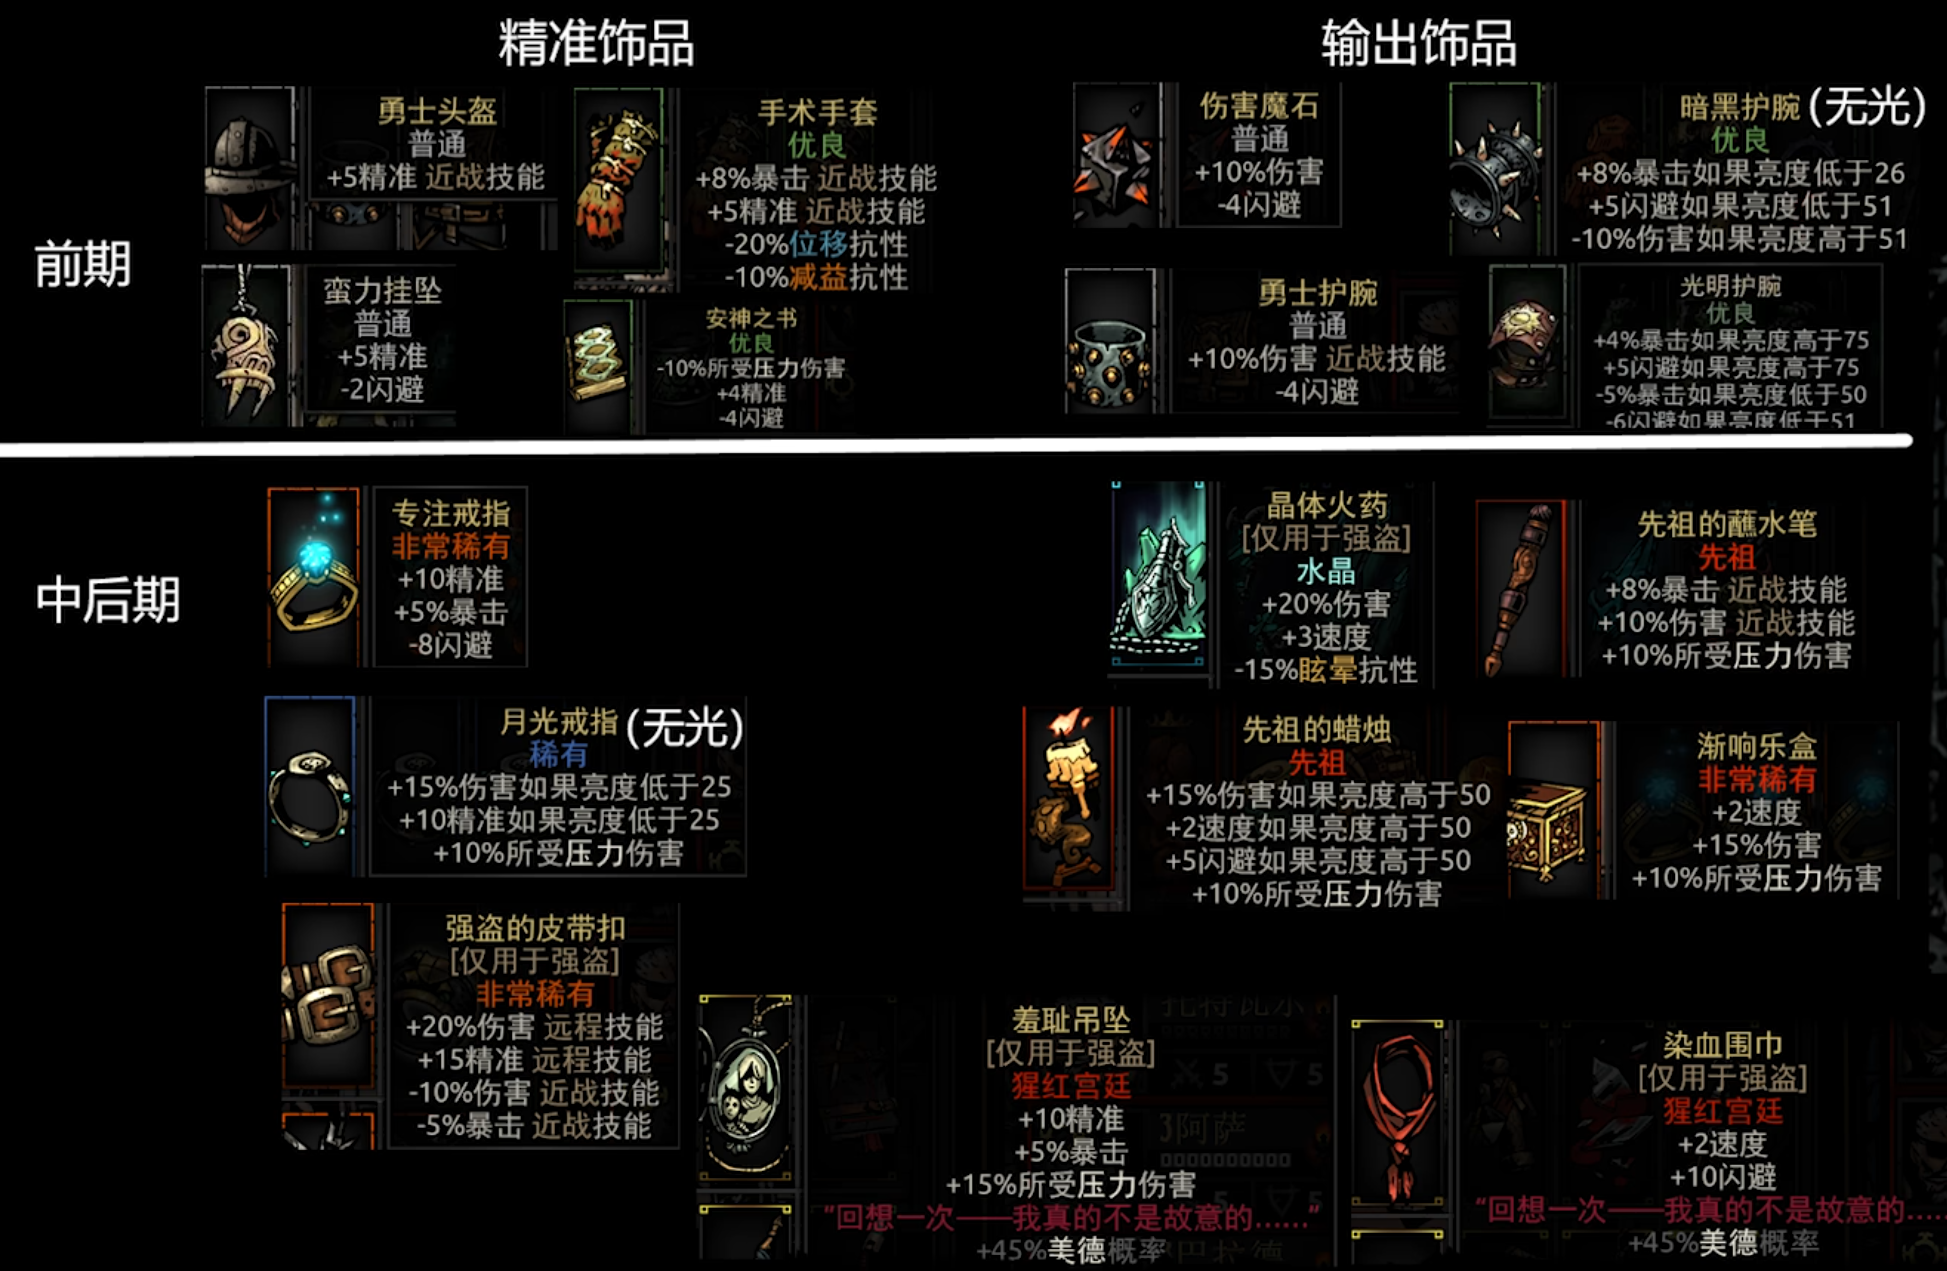 精准饰品
输出饰品
前期
勇士头盔
普通
+5精准 近战技能
手术手套
优良
+8%暴击 近战技能
+5精准 近战技能
-20%位移抗性
-10%减益抗性
伤害魔石
普通
+10%伤害
-4闪避
暗黑护腕(无光)
优良
+8%暴击如果亮度低于26
+5闪避如果亮度低于51
-10%伤害如果亮度高于51
蛮力挂坠
普通
+5精准
-2闪避
安神之书
优良
-10%所受压力伤害
+4精准
-4闪避
勇士护腕
普通
+10%伤害 近战技能
-4闪避
光明护腕
优良
+4%暴击如果亮度高于75
+5闪避如果亮度高于75
-5%暴击如果亮度低于50
-6闪避如果亮度低于51
中后期
专注戒指
非常稀有
+10精准
+5%暴击
-8闪避
晶体火药
[仅用于强盗]
水晶
+20%伤害
+3速度
-15%眩晕抗性
先祖的蘸水笔
先祖
+8%暴击 近战技能
+10%伤害 近战技能
+10%所受压力伤害
月光戒指(无光)
稀有
+15%伤害如果亮度低于25
+10精准如果亮度低于25
+10%所受压力伤害
先祖的蜡烛
先祖
+15%伤害如果亮度高于50
+2速度如果亮度高于50
+5闪避如果亮度高于50
+10%所受压力伤害
渐响乐盒
非常稀有
+2速度
+15%伤害
+10%所受压力伤害
强盗的皮带扣
[仅用于强盗]
非常稀有
+20%伤害 远程技能
+15精准 远程技能
-10%伤害 近战技能
-5%暴击 近战技能
羞耻吊坠
[仅用于强盗]
猩红宫廷
+10精准
+5%暴击
+15%所受压力伤害
“回想一次——我真的不是故意的……”
+45%美德概率
5
5
3阿萨
5
染血围巾
[仅用于强盗]
猩红宫廷
+2速度
+10闪避
“回想一次——我真的不是故意的……
+45%美德概率